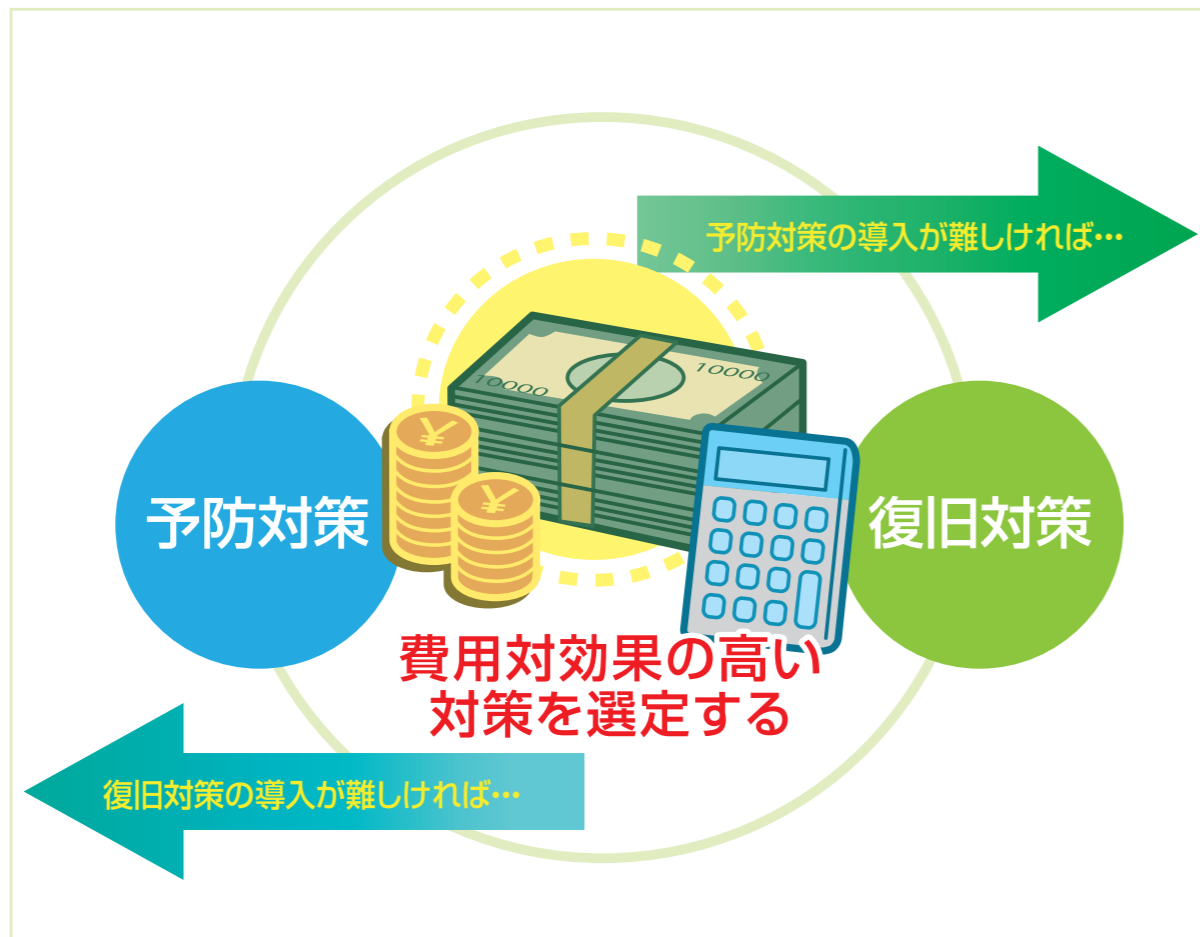 予防対策の導入が難しければ…
10000
10000
¥
¥
予防対策
復旧対策
費用対効果の高い
対策を選定する
復旧対策の導入が難しければ…